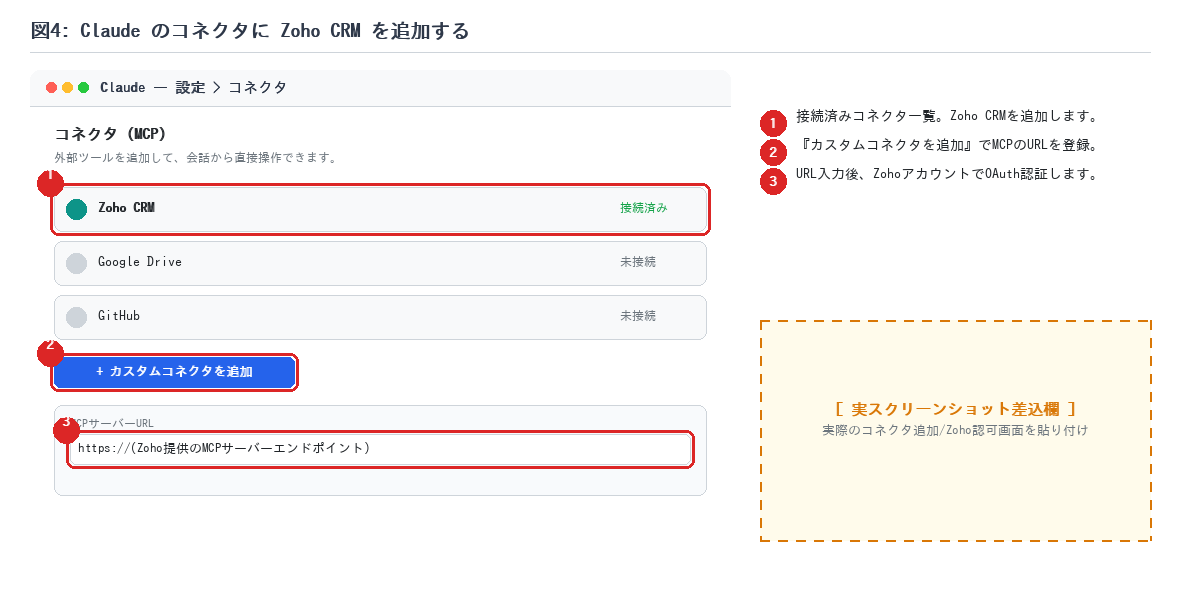 図4: Claude のコネクタに Zoho CRM を追加する
Claude — 設定 > コネクタ
コネクタ (MCP)
外部ツールを追加して、会話から直接操作できます。
1
Zoho CRM 接続済み
Google Drive 未接続
GitHub 未接続
2
+ カスタムコネクタを追加
3
CPサーバーURL
https://(Zoho提供のMCPサーバーエンドポイント)
1 接続済みコネクタ一覧。Zoho CRMを追加します。
2 『カスタムコネクタを追加』でMCPのURLを登録。
3 URL入力後、ZohoアカウントでOAuth認証します。
[ 実スクリーンショット差込欄 ]
実際のコネクタ追加/Zoho認可画面を貼り付け